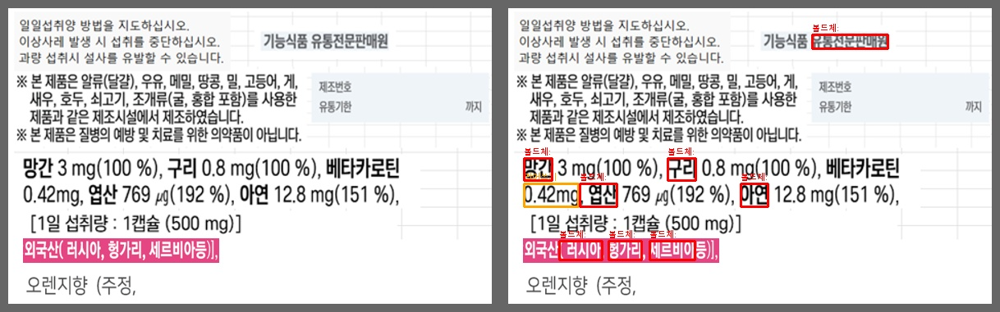 일일섭취양 방법을 지도하십시오.
이상사례 발생 시 섭취를 중단하십시오.
과량 섭취시 설사를 유발할 수 있습니다.
기능식품 유통전문판매원
※ 본 제품은 알류(달걀), 우유, 메밀, 땅콩, 밀, 고등어, 게,
새우, 호두, 쇠고기, 조개류(굴, 홍합 포함)를 사용한
제품과 같은 제조시설에서 제조하였습니다.
※ 본 제품은 질병의 예방 및 치료를 위한 의약품이 아닙니다.
제조번호
유통기한 까지
망간 3 mg(100 %), 구리 0.8 mg(100 %), 베타카로틴
0.42mg, 엽산 769 ㎍(192 %), 아연 12.8 mg(151 %),
[1일 섭취량 : 1캡슐 (500 mg)]
외국산( 러시아, 헝가리, 세르비아등)],
오렌지향 (주정,
일일섭취양 방법을 지도하십시오.
이상사례 발생 시 섭취를 중단하십시오.
과량 섭취시 설사를 유발할 수 있습니다.
볼드체:
기능식품 유통전문판매원
※ 본 제품은 알류(달걀), 우유, 메밀, 땅콩, 밀, 고등어, 게,
새우, 호두, 쇠고기, 조개류(굴, 홍합 포함)를 사용한
제품과 같은 제조시설에서 제조하였습니다.
※ 본 제품은 질병의 예방 및 치료를 위한 의약품이 아닙니다.
제조번호
유통기한 까지
볼드체: 볼드체:
망간 3 mg(100 %), 구리 0.8 mg(100 %), 베타카로틴
볼드체: 볼드체:
0.42mg, 엽산 769 ㎍(192 %), 아연 12.8 mg(151 %),
[1일 섭취량 : 1캡슐 (500 mg)]
볼드체: 볼드체: 볼드체:
외국산( 러시아, 헝가리, 세르비아등)],
오렌지향 (주정,